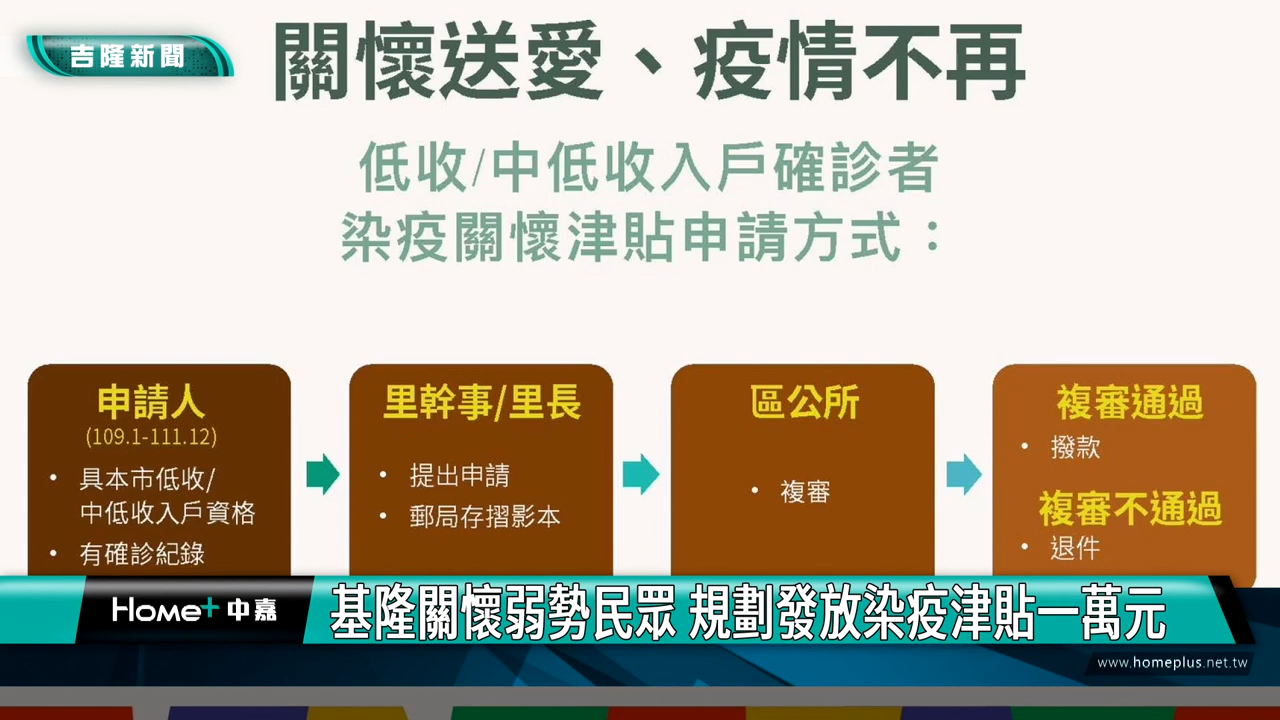 吉隆新聞
關懷送愛、疫情不再
低收/中低收入戶確診者
染疫關懷津貼申請方式：
申請人
(109.1-111.12)
• 具本市低收/
中低收入戶資格
• 有確診紀錄
里幹事/里長
• 提出申請
• 郵局存摺影本
區公所
• 複審
複審通過
• 撥款
複審不通過
• 退件
Home+ 中嘉
基隆關懷弱勢民眾 規劃發放染疫津貼一萬元
www.homeplus.net.tw